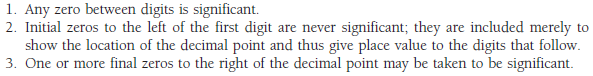 1. Any zero between digits is significant.
2. Initial zeros to the left of the first digit are never significant; they are included merely to
show the location of the decimal point and thus give place value to the digits that follow.
3. One or more final zeros to the right of the decimal point may be taken to be significant.